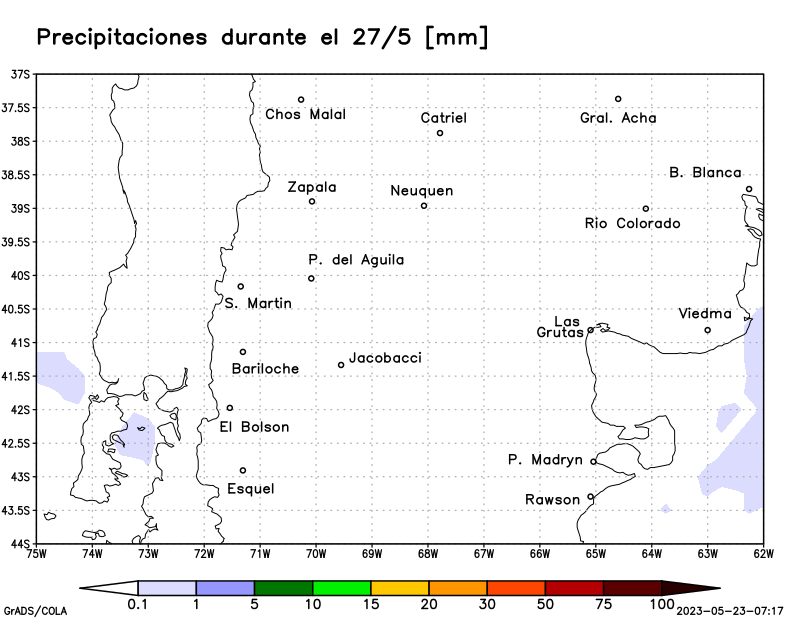 Precipitaciones durante el 27/5 [mm]
37S
37.5S
38S
38.5S
39S
39.5S
40S
40.5S
41S
41.5S
42S
42.5S
43S
43.5S
44S
Chos Malal
Catriel
Gral. Acha
B. Blanca
Zapala
Neuquen
Rio Colorado
P. del Aguila
S. Martin
Viedma
Las
Grutas
Bariloche
Jacobacci
El Bolson
P. Madryn
Esquel
Rawson
75W 74W 73W 72W 71W 70W 69W 68W 67W 66W 65W 64W 63W 62W
0.1 1 5 10 15 20 30 50 75 100
GrADS/COLA
2023-05-23-07:17